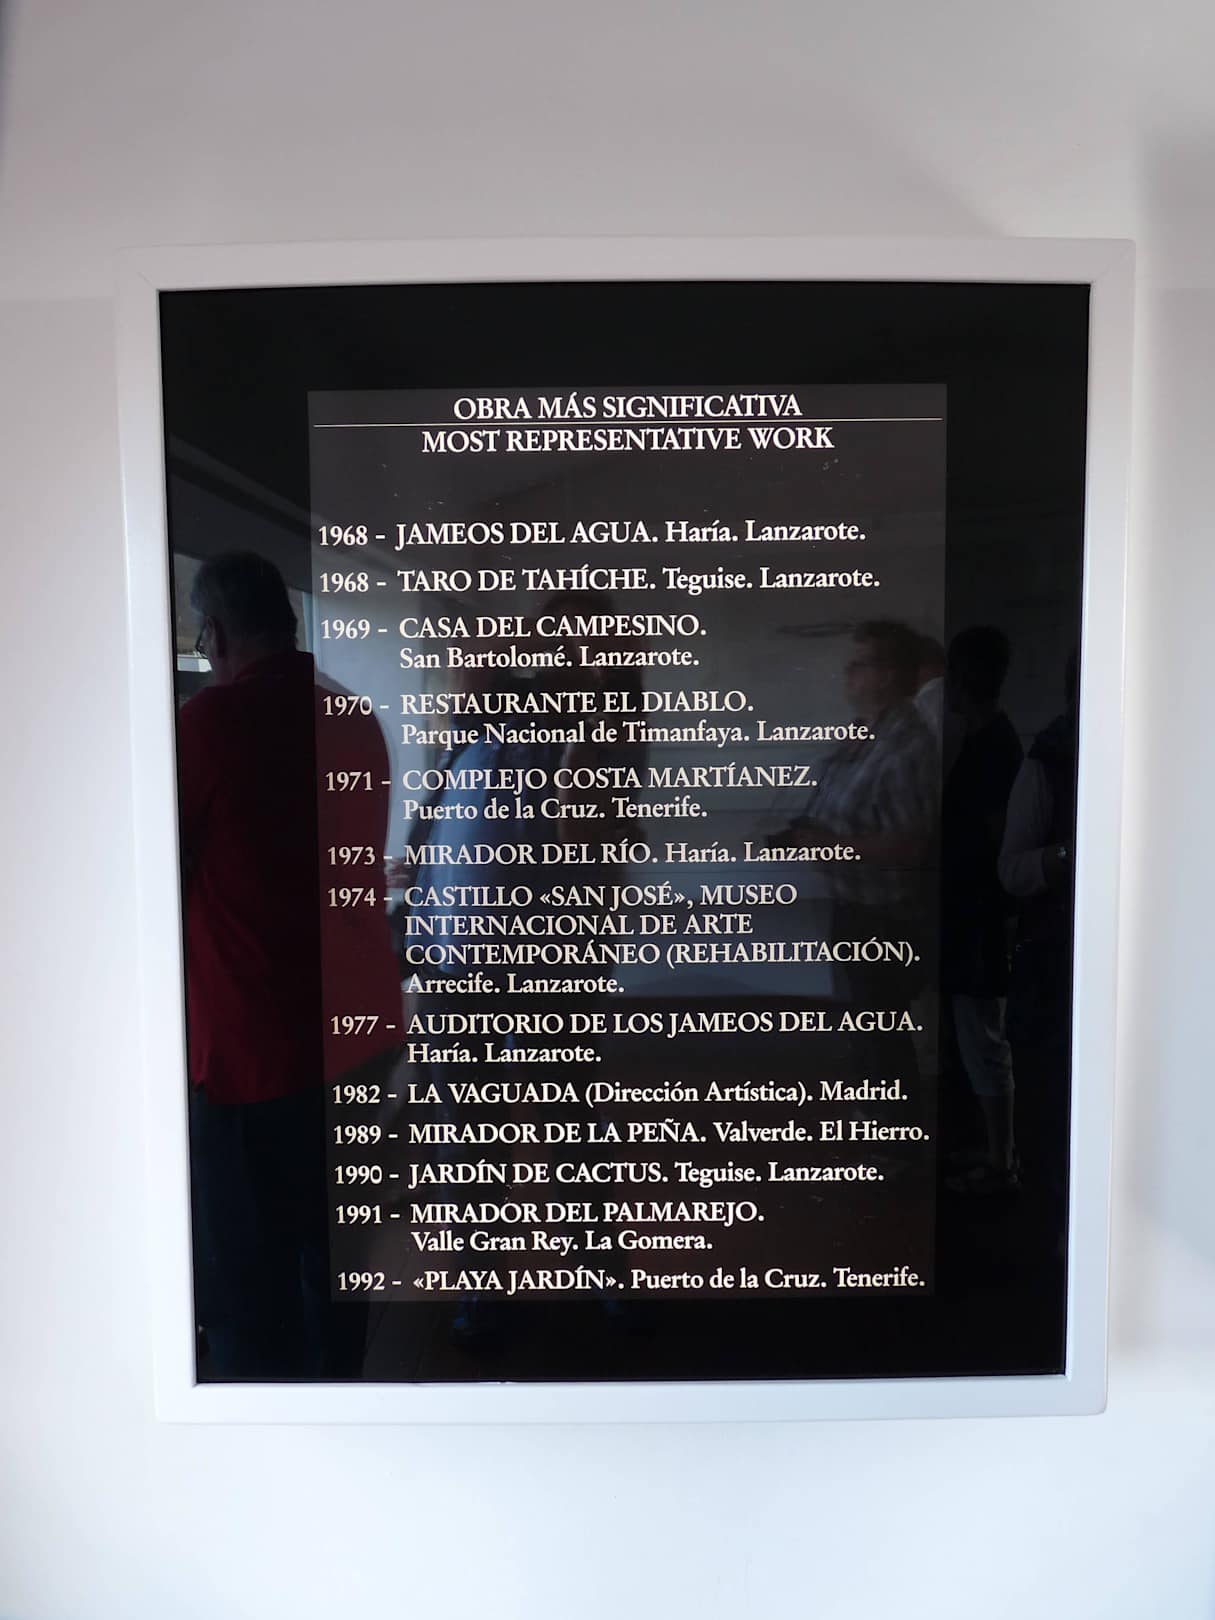 OBRA MÁS SIGNIFICATIVA
MOST REPRESENTATIVE WORK
1968 - JAMEOS DEL AGUA. Haría. Lanzarote.
1968 - TARO DE TAHÍCHE. Teguise. Lanzarote.
1969 - CASA DEL CAMPESINO.
San Bartolomé. Lanzarote.
1970 - RESTAURANTE EL DIABLO.
Parque Nacional de Timanfaya. Lanzarote.
1971 - COMPLEJO COSTA MARTÍANEZ.
Puerto de la Cruz. Tenerife.
1973 - MIRADOR DEL RÍO. Haría. Lanzarote.
1974 - CASTILLO «SAN JOSÉ», MUSEO
INTERNACIONAL DE ARTE
CONTEMPORÁNEO (REHABILITACIÓN).
Arrecife. Lanzarote.
1977 - AUDITORIO DE LOS JAMEOS DEL AGUA.
Haría. Lanzarote.
1982 - LA VAGUADA (Dirección Artística). Madrid.
1989 - MIRADOR DE LA PEÑA. Valverde. El Hierro.
1990 - JARDÍN DE CACTUS. Teguise. Lanzarote.
1991 - MIRADOR DEL PALMAREJO.
Valle Gran Rey. La Gomera.
1992 - «PLAYA JARDÍN». Puerto de la Cruz. Tenerife.